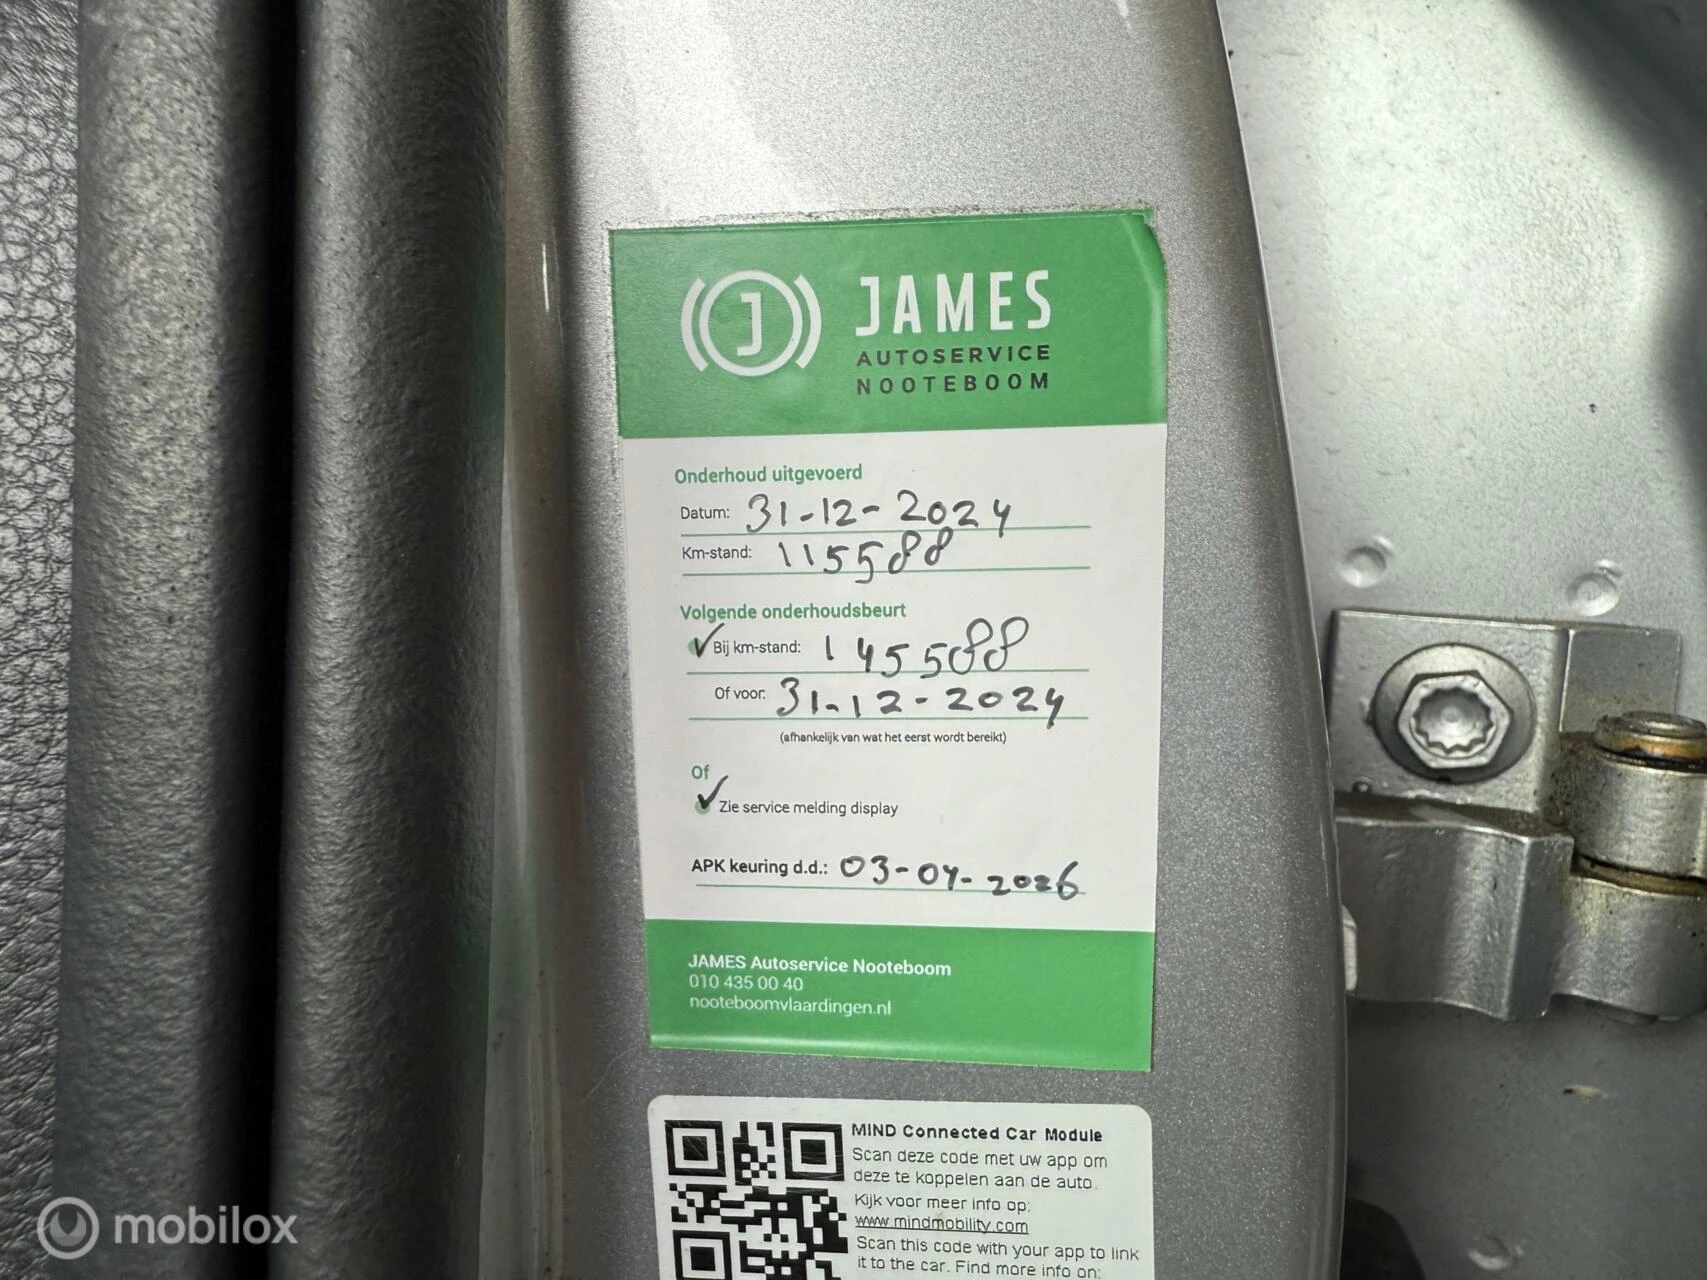 J
JAMES
AUTOSERVICE
NOOTEBOOM
Onderhoud uitgevoerd
Datum: 31-12-2024
Km-stand: 115588
Volgende onderhoudsbeurt
Bij km-stand: 145588
Of voor: 31-12-2024
(afhankelijk van wat het eerst wordt bereikt)
Of
Zie service melding display
APK keuring d.d.: 03-04-2026
JAMES Autoservice Nooteboom
010 435 00 40
nooteboomvlaardingen.nl
MIND Connected Car Module
Scan deze code met uw app om
deze te koppelen aan de auto.
Kijk voor meer info op:
www.mindmobility.com
Scan this code with your app to link
it to the car. Find more info on:
mobilox